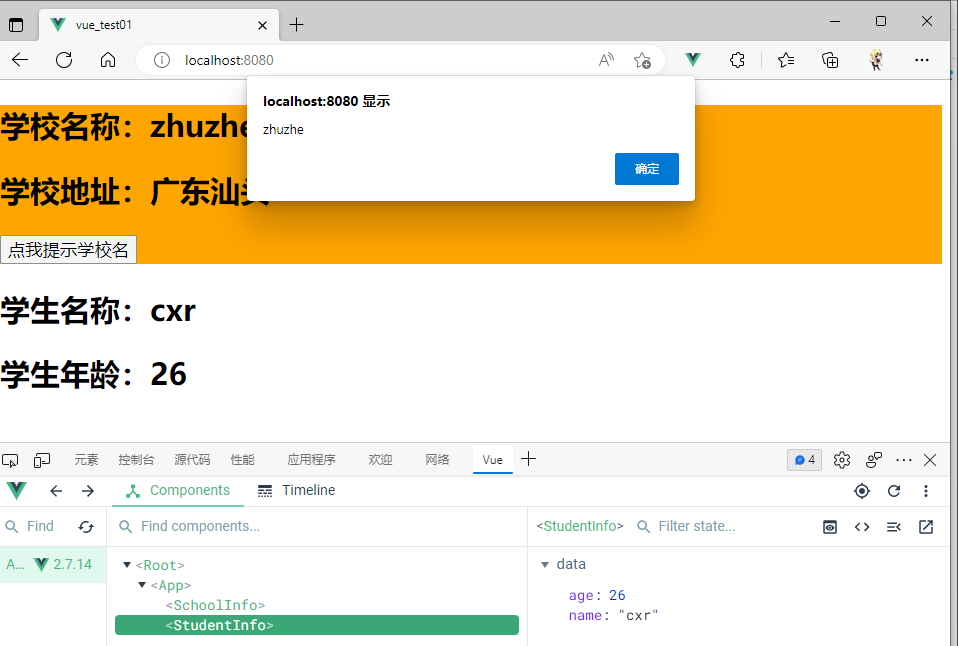 vue_test01
localhost:8080
localhost:8080 显示
zhuzhe
确定
学校名称：zhuzhe
学校地址：广东汕头
点我提示学校名
学生名称：cxr
学生年龄：26
元素 控制台 源代码 性能 应用程序 欢迎 网络 Vue 4
Components Timeline
Find Find components... <StudentInfo> Filter state...
A... 2.7.14
<Root>
<App>
<SchoolInfo>
<StudentInfo>
data
age: 26
name: "cxr"